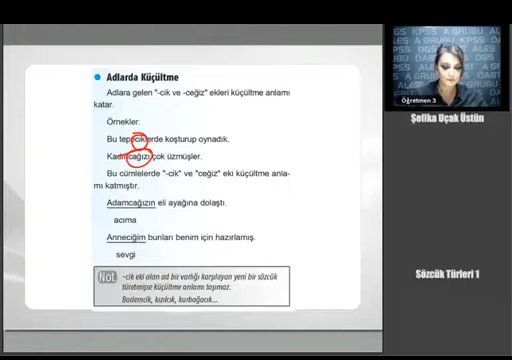 Adlarda Küçültme
Adlara gelen "-cik ve -ceğiz" ekleri küçültme anlamı
katar.
Örnekler:
Bu tepeciklerde koşturup oynadık.
Kadıncağızı çok üzmüşler.
Bu cümlelerde "-cik" ve "ceğiz" eki küçültme anla-
mı katmıştır.
Adamcağızın eli ayağına dolaştı.
acıma
Anneciğim bunları benim için hazırlamış.
sevgi
Not -cik eki alan ad bir varlığı karşılayan yeni bir sözcük
türetmişse küçültme anlamı taşımaz.
Bademcik, kızılcık, kurbağacık...
Öğretmen 3
Şefika Uçak Üstün
Sözcük Türleri 1